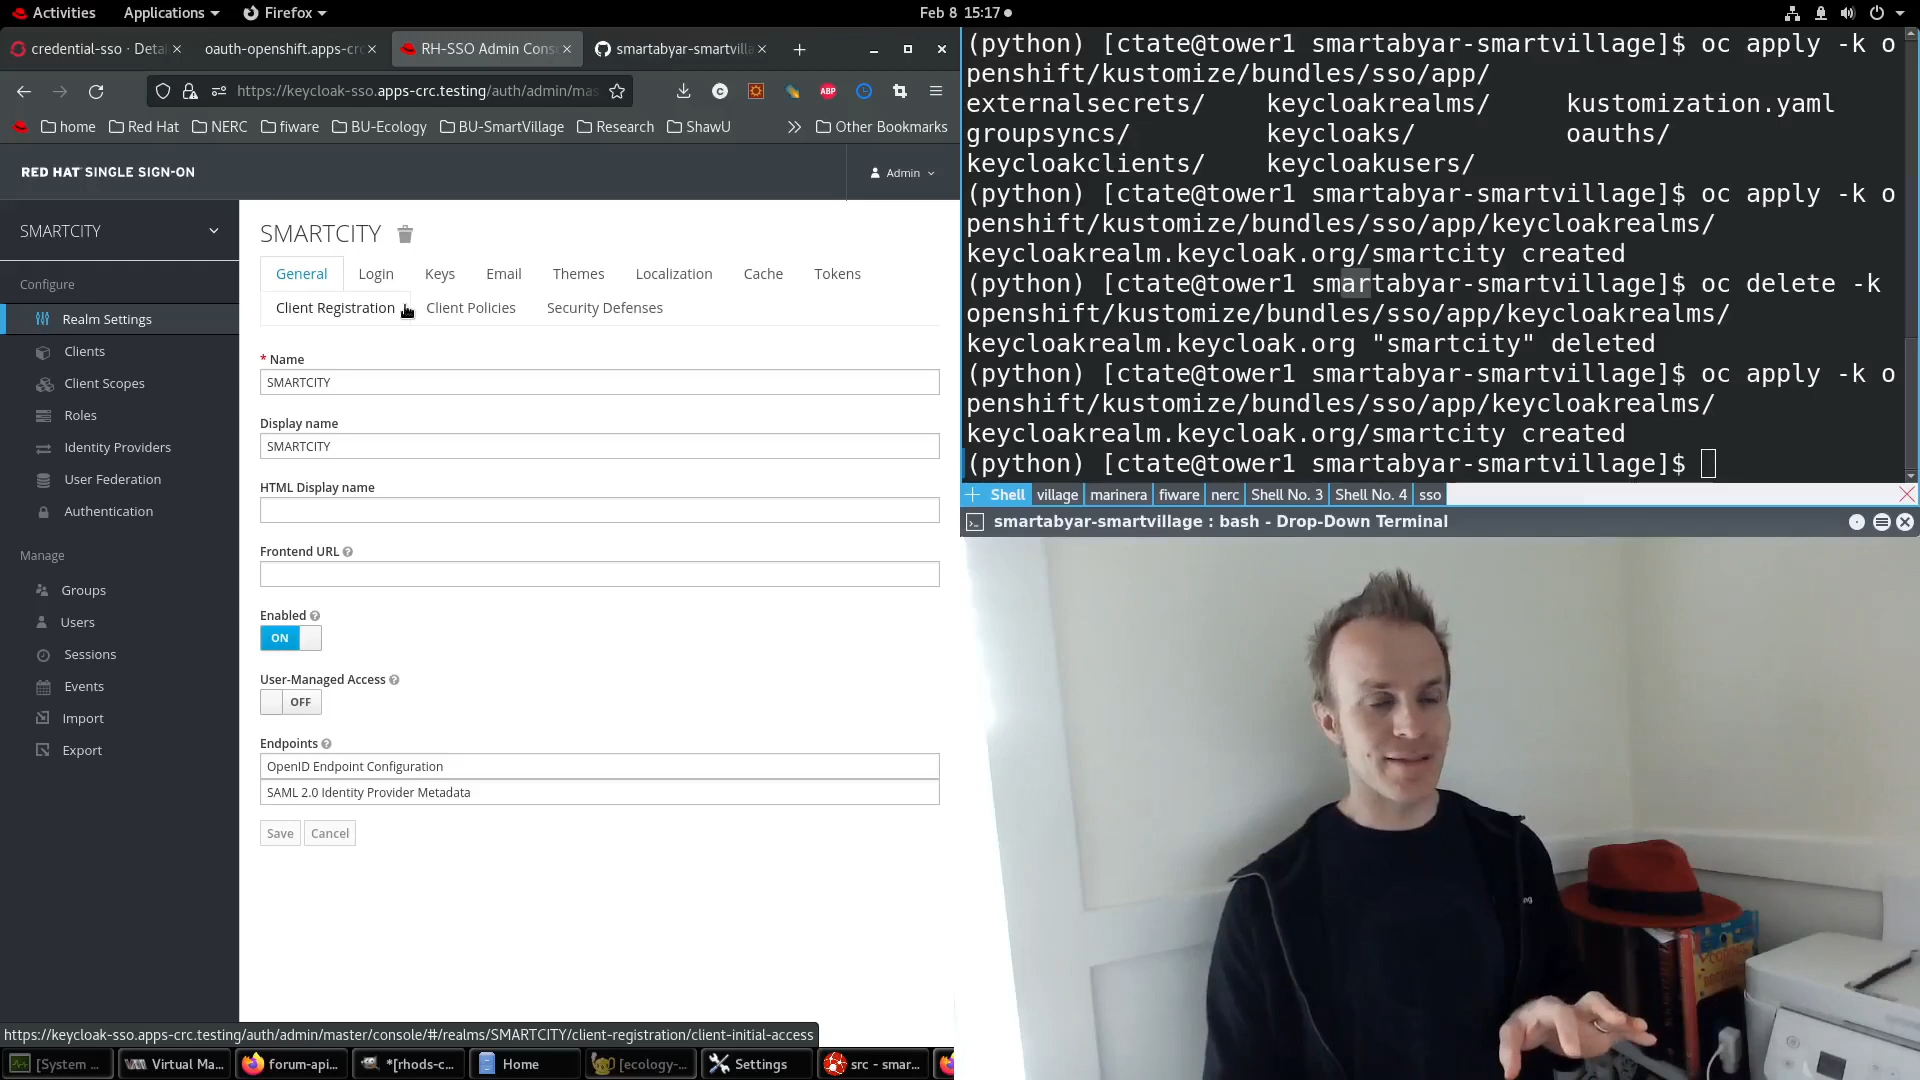 Activities
Applications
Firefox
Feb 8 15:17
credential-sso · Detai
oauth-openshift.apps-crc
RH-SSO Admin Conso
smartabyar-smartvilla
https://keycloak-sso.apps-crc.testing/auth/admin/mas
ABP
home
Red Hat
NERC
fiware
BU-Ecology
BU-SmartVillage
Research
ShawU
Other Bookmarks
RED HAT SINGLE SIGN-ON
Admin
SMARTCITY
Configure
Realm Settings
Clients
Client Scopes
Roles
Identity Providers
User Federation
Authentication
Manage
Groups
Users
Sessions
Events
Import
Export
SMARTCITY
General
Login
Keys
Email
Themes
Localization
Cache
Tokens
Client Registration
Client Policies
Security Defenses
* Name
SMARTCITY
Display name
SMARTCITY
HTML Display name
Frontend URL
Enabled
ON
User-Managed Access
OFF
Endpoints
OpenID Endpoint Configuration
SAML 2.0 Identity Provider Metadata
Save
Cancel
https://keycloak-sso.apps-crc.testing/auth/admin/master/console/#/realms/SMARTCITY/client-registration/client-initial-access
[System ...
Virtual Ma...
forum-api...
*[rhods-c...
Home
[ecology-...
Settings
src - smar...
(python) [ctate@tower1 smartabyar-smartvillage]$ oc apply -k o
penshift/kustomize/bundles/sso/app/
externalsecrets/ keycloakrealms/ kustomization.yaml
groupsyncs/ keycloaks/ oauths/
keycloakclients/ keycloakusers/
(python) [ctate@tower1 smartabyar-smartvillage]$ oc apply -k o
penshift/kustomize/bundles/sso/app/keycloakrealms/
keycloakrealm.keycloak.org/smartcity created
(python) [ctate@tower1 smartabyar-smartvillage]$ oc delete -k
openshift/kustomize/bundles/sso/app/keycloakrealms/
keycloakrealm.keycloak.org "smartcity" deleted
(python) [ctate@tower1 smartabyar-smartvillage]$ oc apply -k o
penshift/kustomize/bundles/sso/app/keycloakrealms/
keycloakrealm.keycloak.org/smartcity created
(python) [ctate@tower1 smartabyar-smartvillage]$
Shell
village
marinera
fiware
nerc
Shell No. 3
Shell No. 4
sso
smartabyar-smartvillage : bash - Drop-Down Terminal